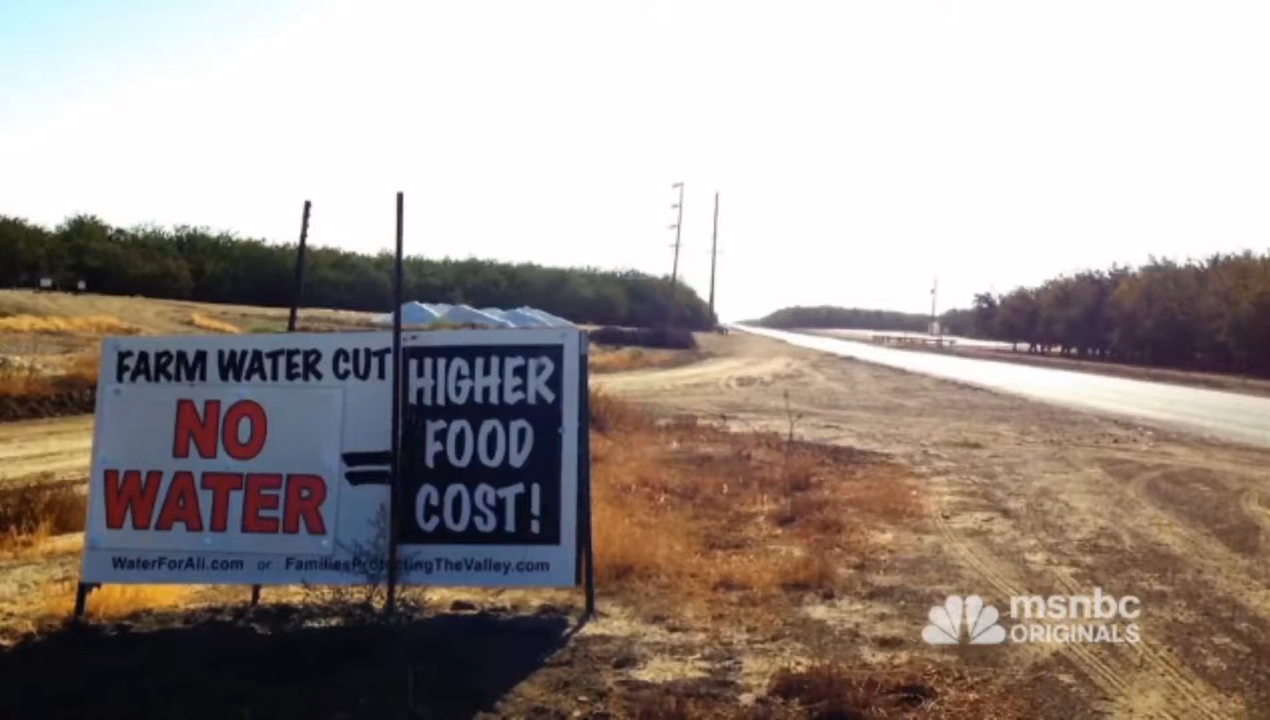 FARM WATER CUT
NO
WATER
=
HIGHER
FOOD
COST!
WaterForAll.com or FamiliesProtectingTheValley.com
msnbc
ORIGINALS